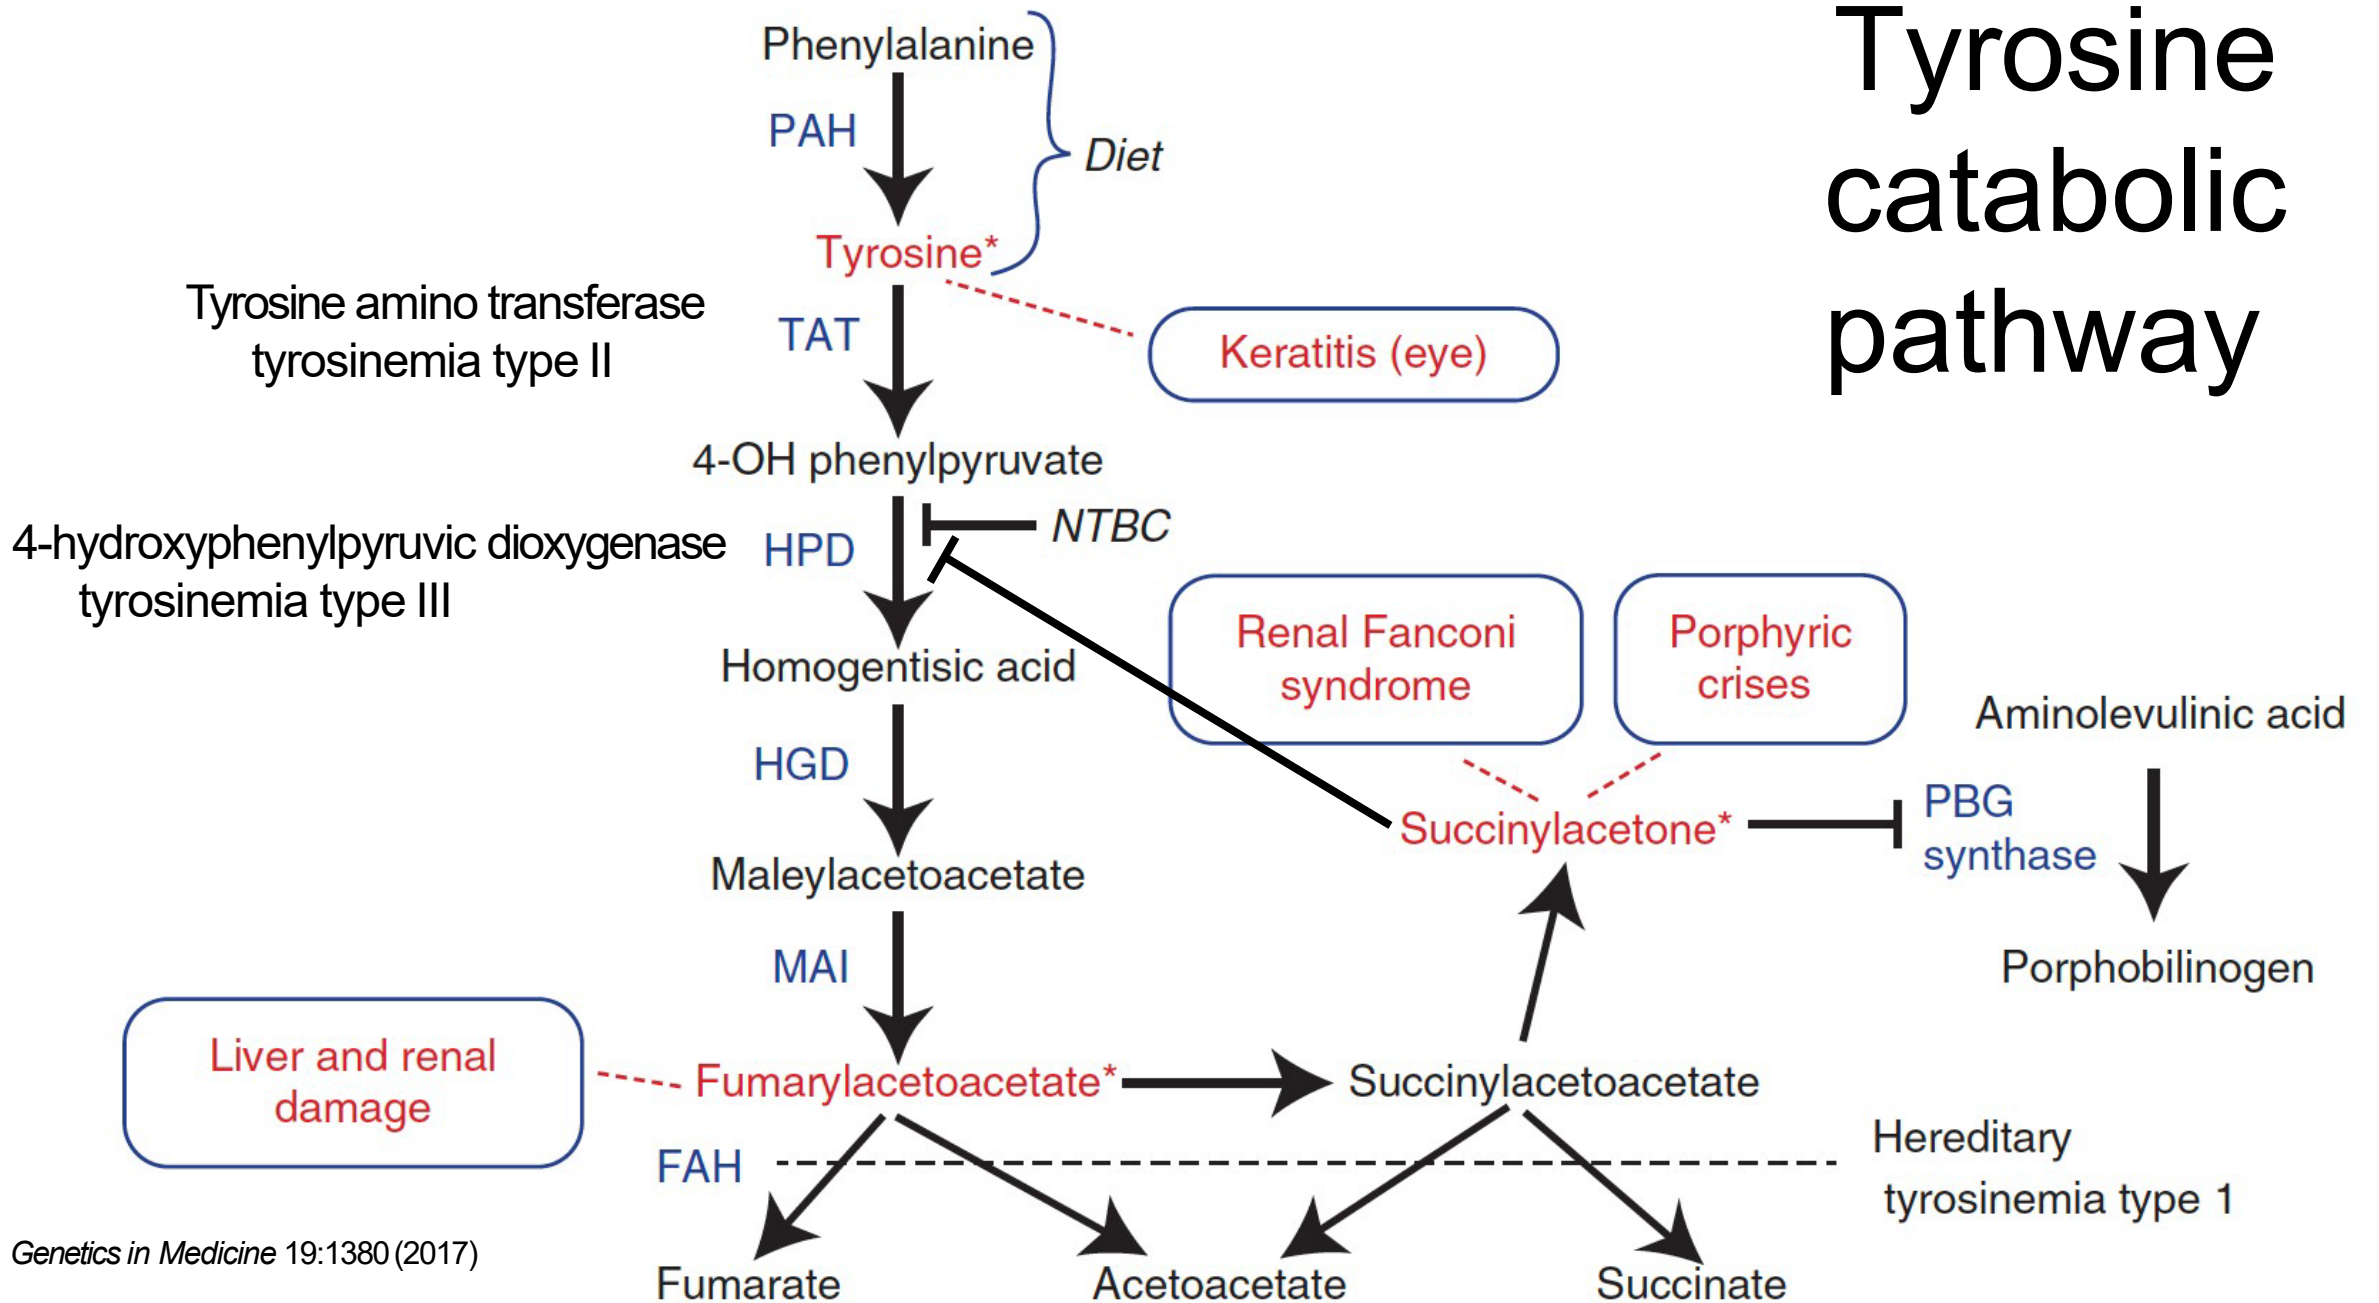 Tyrosine
catabolic
pathway
Phenylalanine
PAH
Diet
Tyrosine*
Tyrosine amino transferase
tyrosinemia type II
TAT
Keratitis (eye)
4-OH phenylpyruvate
NTBC
4-hydroxyphenylpyruvic dioxygenase
tyrosinemia type III
HPD
Renal Fanconi
syndrome
Porphyric
crises
Homogentisic acid
Aminolevulinic acid
HGD
Succinylacetone*
PBG
synthase
Maleylacetoacetate
MAI
Porphobilinogen
Liver and renal
damage
Fumarylacetoacetate*
Succinylacetoacetate
FAH
Hereditary
tyrosinemia type 1
Genetics in Medicine 19:1380 (2017)
Fumarate
Acetoacetate
Succinate